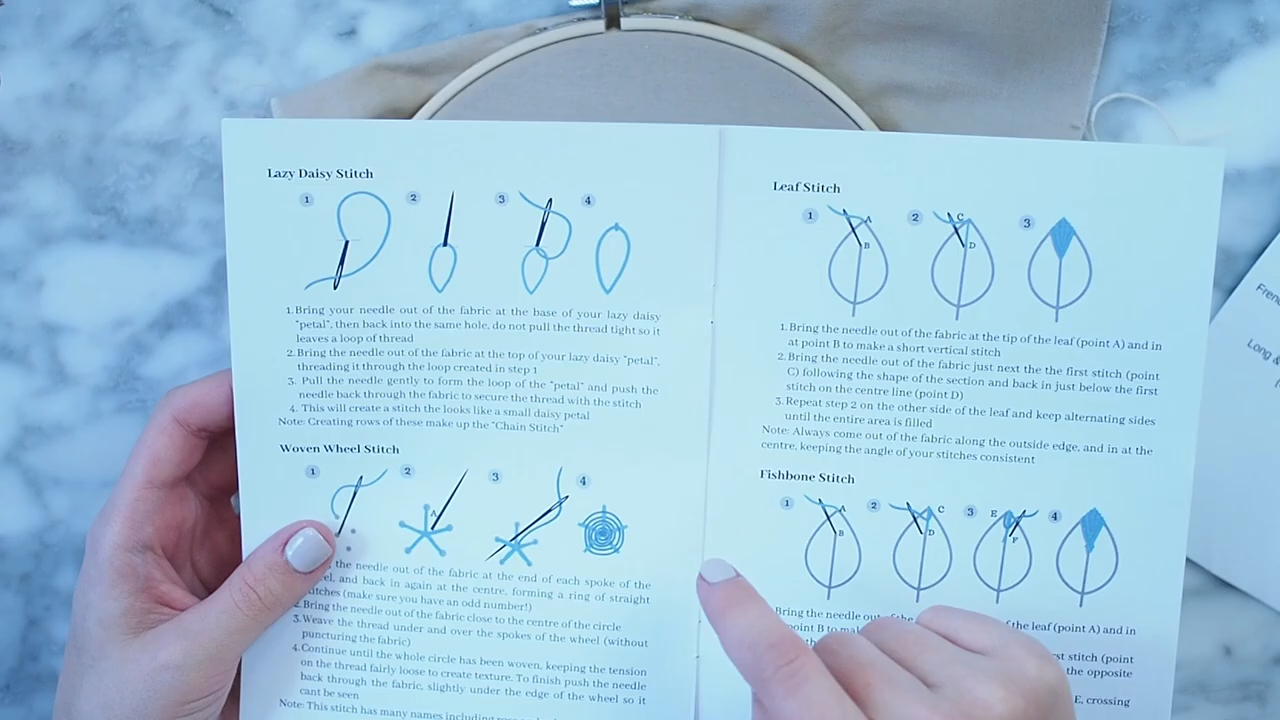 Lazy Daisy Stitch
1 2 3 4
1. Bring your needle out of the fabric at the base of your lazy daisy
"petal", then back into the same hole, do not pull the thread tight so it
leaves a loop of thread
2. Bring the needle out of the fabric at the top of your lazy daisy "petal",
threading it through the loop created in step 1
3. Pull the needle gently to form the loop of the "petal" and push the
needle back through the fabric to secure the thread with the stitch
4. This will create a stitch the looks like a small daisy petal
Note: Creating rows of these make up the "Chain Stitch"
Woven Wheel Stitch
1 2 3 4
A
the needle out of the fabric at the end of each spoke of the
and back in again at the centre, forming a ring of straight
(make sure you have an odd number!)
2. Bring the needle out of the fabric close to the centre of the circle
3. Weave the thread under and over the spokes of the wheel (without
puncturing the fabric)
4. Continue until the whole circle has been woven, keeping the tension
on the thread fairly loose to create texture. To finish push the needle
back through the fabric, slightly under the edge of the wheel so it
cant be seen
Note: This stitch has many names including
Leaf Stitch
1 A B 2 C D 3
1. Bring the needle out of the fabric at the tip of the leaf (point A) and in
at point B to make a short vertical stitch
2. Bring the needle out of the fabric just next the the first stitch (point
C) following the shape of the section and back in just below the first
stitch on the centre line (point D)
3. Repeat step 2 on the other side of the leaf and keep alternating sides
until the entire area is filled
Note: Always come out of the fabric along the outside edge, and in at the
centre, keeping the angle of your stitches consistent
Fishbone Stitch
1 A B 2 C D 3 E F 4
Bring the needle out of the leaf (point A) and in
point B to
stitch (point
the opposite
E, crossing
Long &